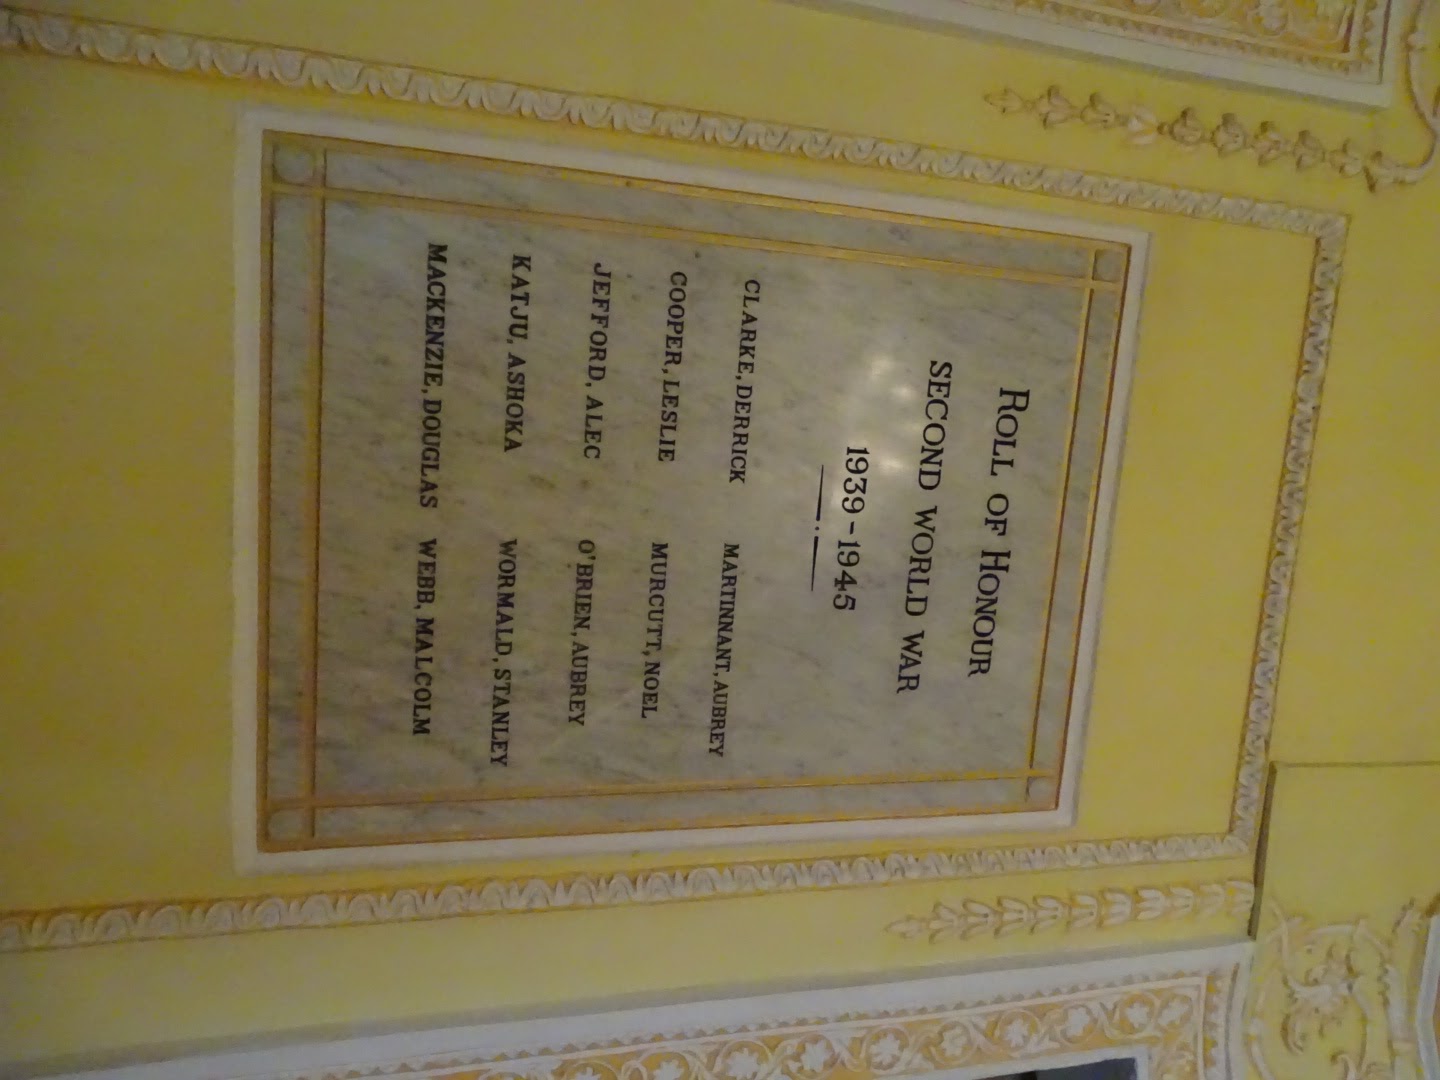 ROLL OF HONOUR
SECOND WORLD WAR
1939-1945
CLARKE, DERRICK MARTINNANT, AUBREY
COOPER, LESLIE MURCUTT, NOEL
JEFFORD, ALEC O'BRIEN, AUBREY
KATJU, ASHOKA WORMALD, STANLEY
MACKENZIE, DOUGLAS WEBB, MALCOLM